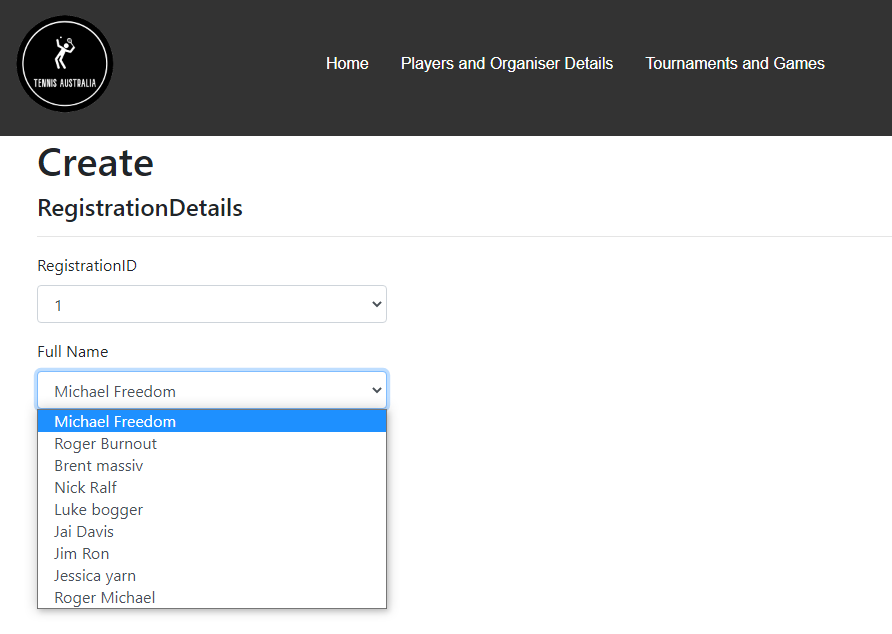 TENNIS AUSTRALIA
Home Players and Organiser Details Tournaments and Games
Create
RegistrationDetails
RegistrationID
1
Full Name
Michael Freedom
Michael Freedom
Roger Burnout
Brent massiv
Nick Ralf
Luke bogger
Jai Davis
Jim Ron
Jessica yarn
Roger Michael